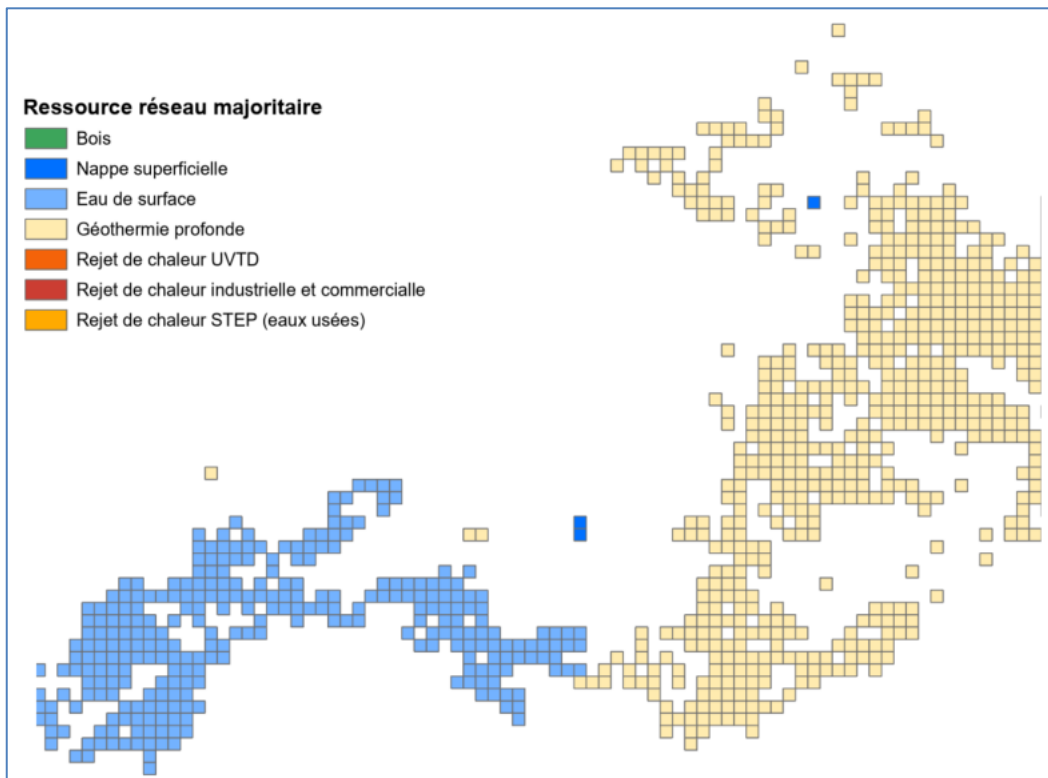 Ressource réseau majoritaire
Bois
Nappe superficielle
Eau de surface
Géothermie profonde
Rejet de chaleur UVTD
Rejet de chaleur industrielle et commercialle
Rejet de chaleur STEP (eaux usées)